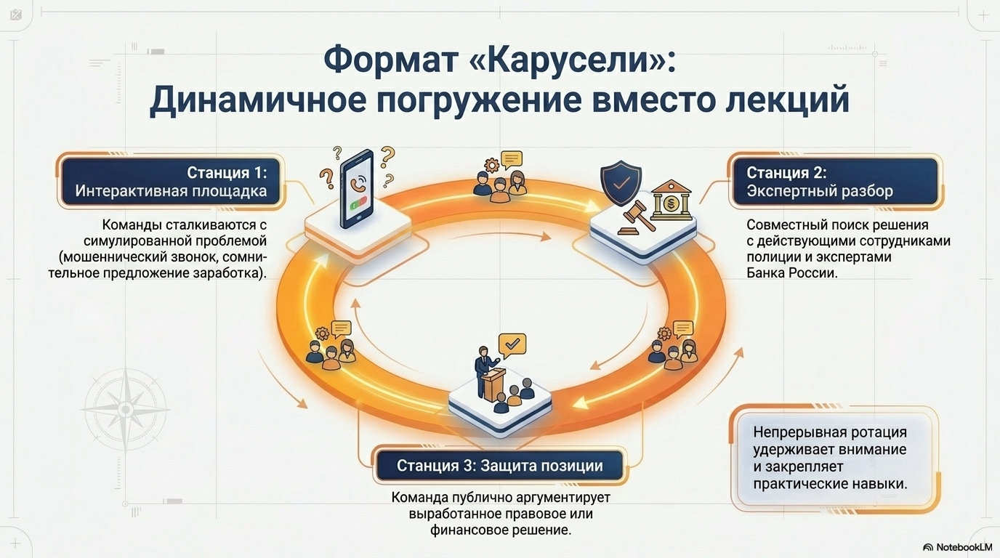 Формат «Карусели»:
Динамичное погружение вместо лекций
Станция 1:
Интерактивная площадка
Команды сталкиваются с
симулированной проблемой
(мошеннический звонок, сомни-
тельное предложение заработка).
Станция 2:
Экспертный разбор
Совместный поиск решения
с действующими сотрудниками
полиции и экспертами
Банка России.
Станция 3: Защита позиции
Команда публично аргументирует
выработанное правовое или
финансовое решение.
Непрерывная ротация
удерживает внимание
и закрепляет
практические навыки.
NotebookLM